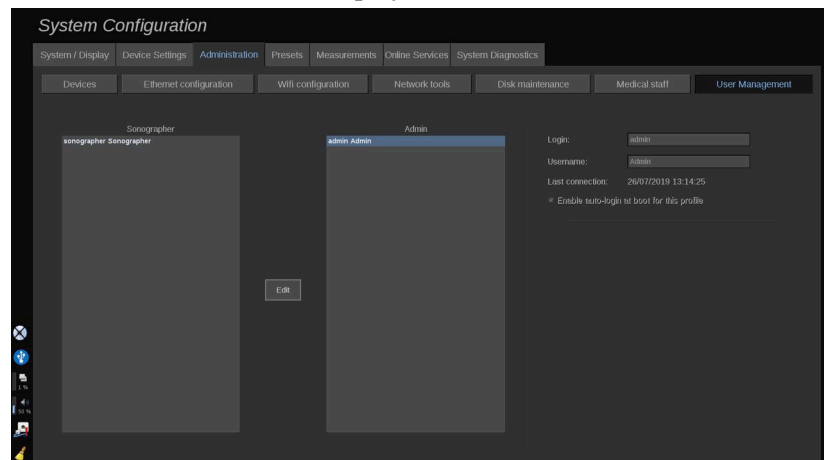 System Configuration
System / Display Device Settings Administration Presets Measurements Online Services System Diagnostics
Devices Ethernet configuration Wifi configuration Network tools Disk maintenance Medical staff User Management
Sonographer
sonographer Sonographer
Admin
admin Admin
Edit
Login: admin
Username: Admin
Last connection: 26/07/2019 13:14:25
Enable auto-login at boot for this profile
1 %
50 %